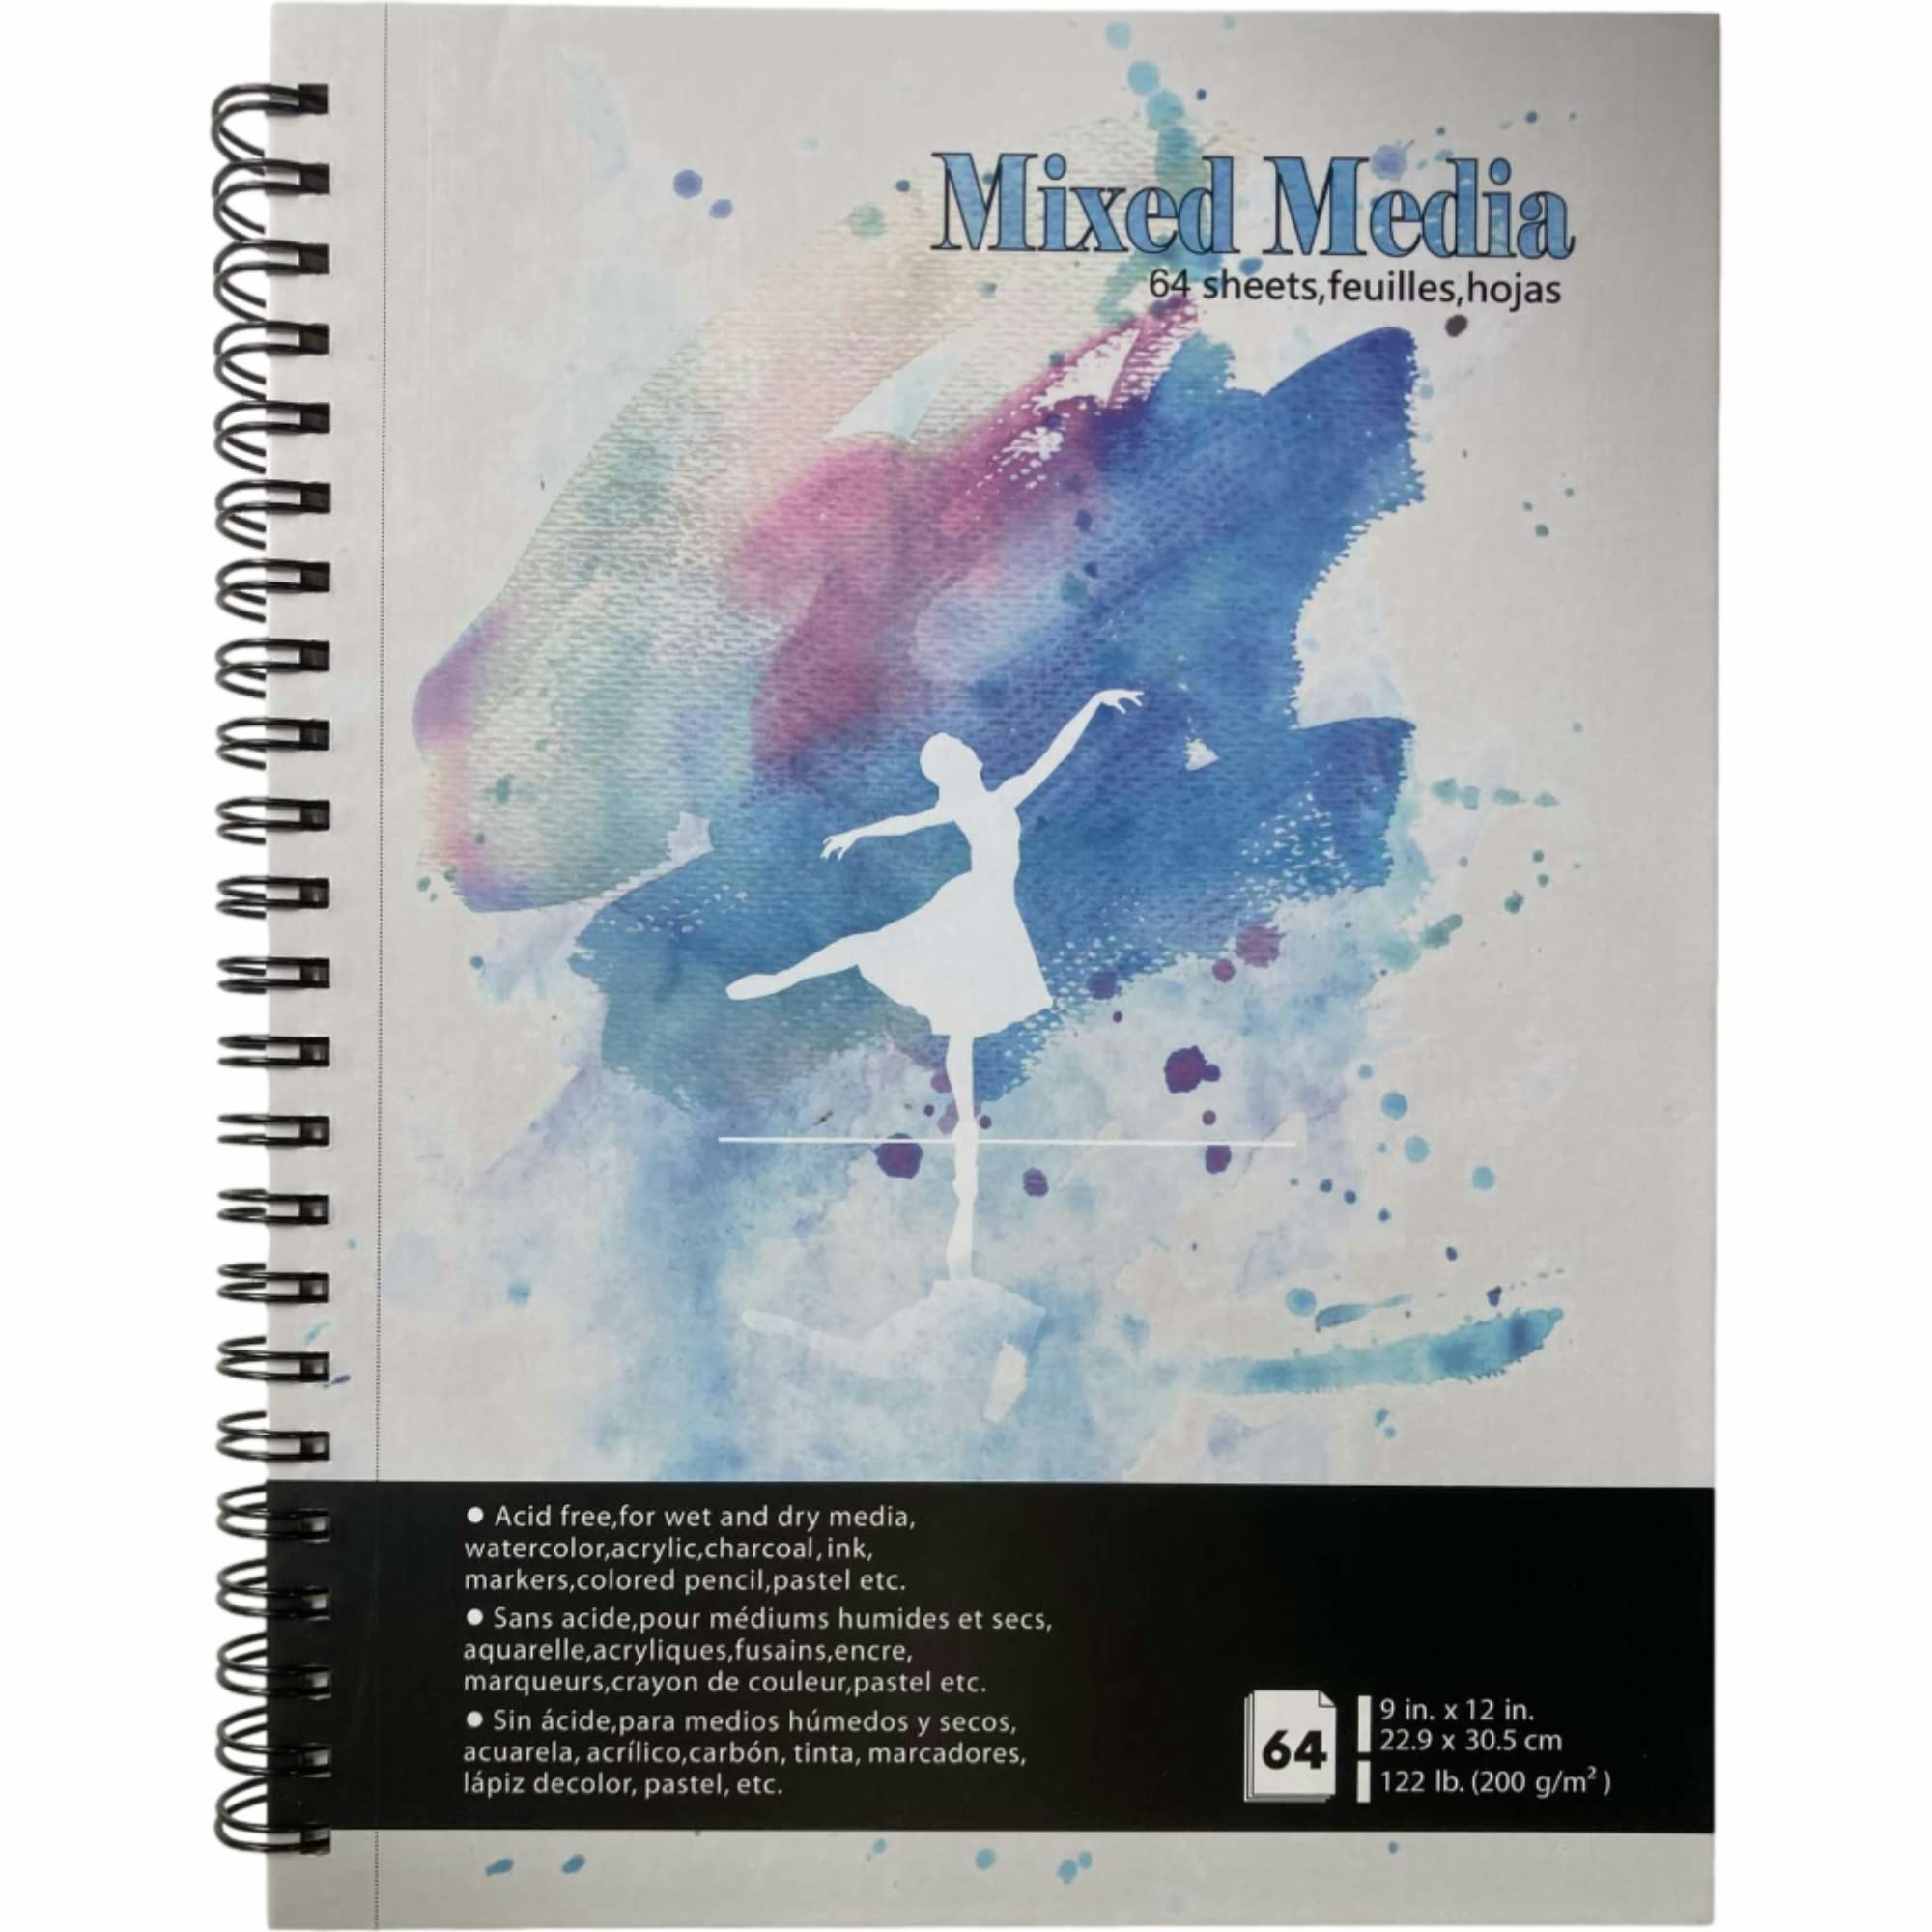 Mixed Media
64 sheets,feuilles,hojas
● Acid free,for wet and dry media,
watercolor,acrylic,charcoal,ink,
markers,colored pencil,pastel etc.
● Sans acide,pour médiums humides et secs,
aquarelle,acryliques,fusains,encre,
marqueurs,crayon de couleur,pastel etc.
● Sin ácide,para medios húmedos y secos,
acuarela, acrílico,carbón, tinta, marcadores,
lápiz decolor, pastel, etc.
64
9 in. x 12 in.
22.9 x 30.5 cm
122 lb. (200 g/m²)